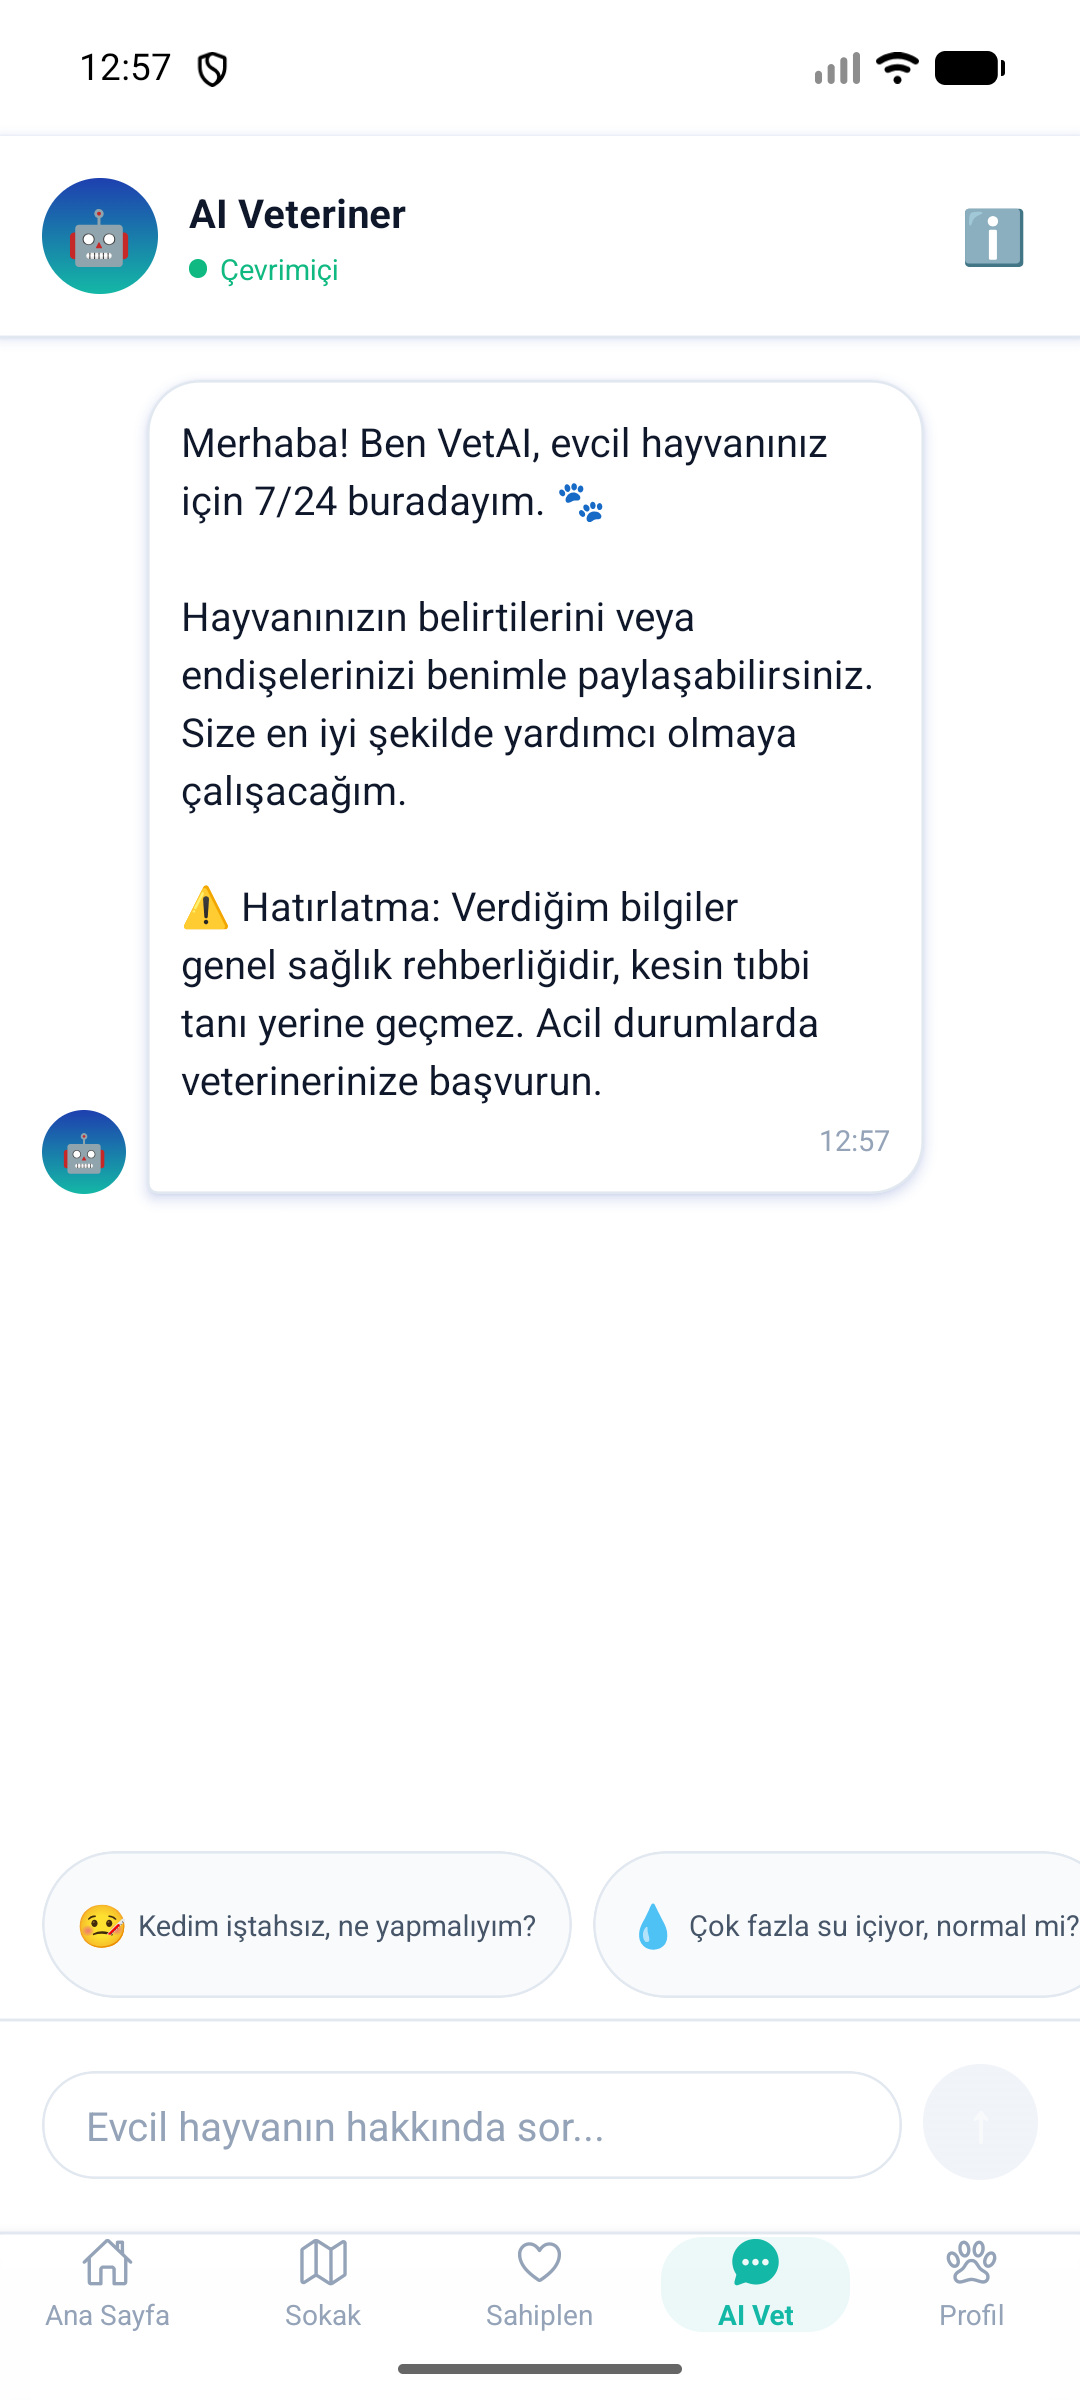 12:57
AI Veteriner
Çevrimiçi
Merhaba! Ben VetAI, evcil hayvanınız
için 7/24 buradayım. 🐾
Hayvanınızın belirtilerini veya
endişelerinizi benimle paylaşabilirsiniz.
Size en iyi şekilde yardımcı olmaya
çalışacağım.
⚠️ Hatırlatma: Verdiğim bilgiler
genel sağlık rehberliğidir, kesin tıbbi
tanı yerine geçmez. Acil durumlarda
veterinerinize başvurun.
12:57
🤒 Kedim iştahsız, ne yapmalıyım?
💧 Çok fazla su içiyor, normal mi?
Evcil hayvanın hakkında sor...
↑
Ana Sayfa
Sokak
Sahiplen
AI Vet
Profil